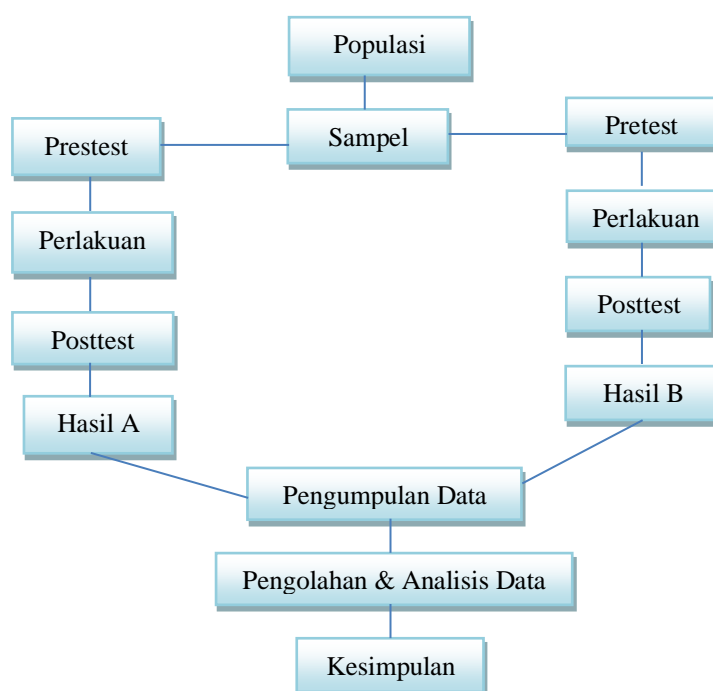 Populasi
Sampel
Prestest
Perlakuan
Posttest
Hasil A
Pretest
Perlakuan
Posttest
Hasil B
Pengumpulan Data
Pengolahan & Analisis Data
Kesimpulan